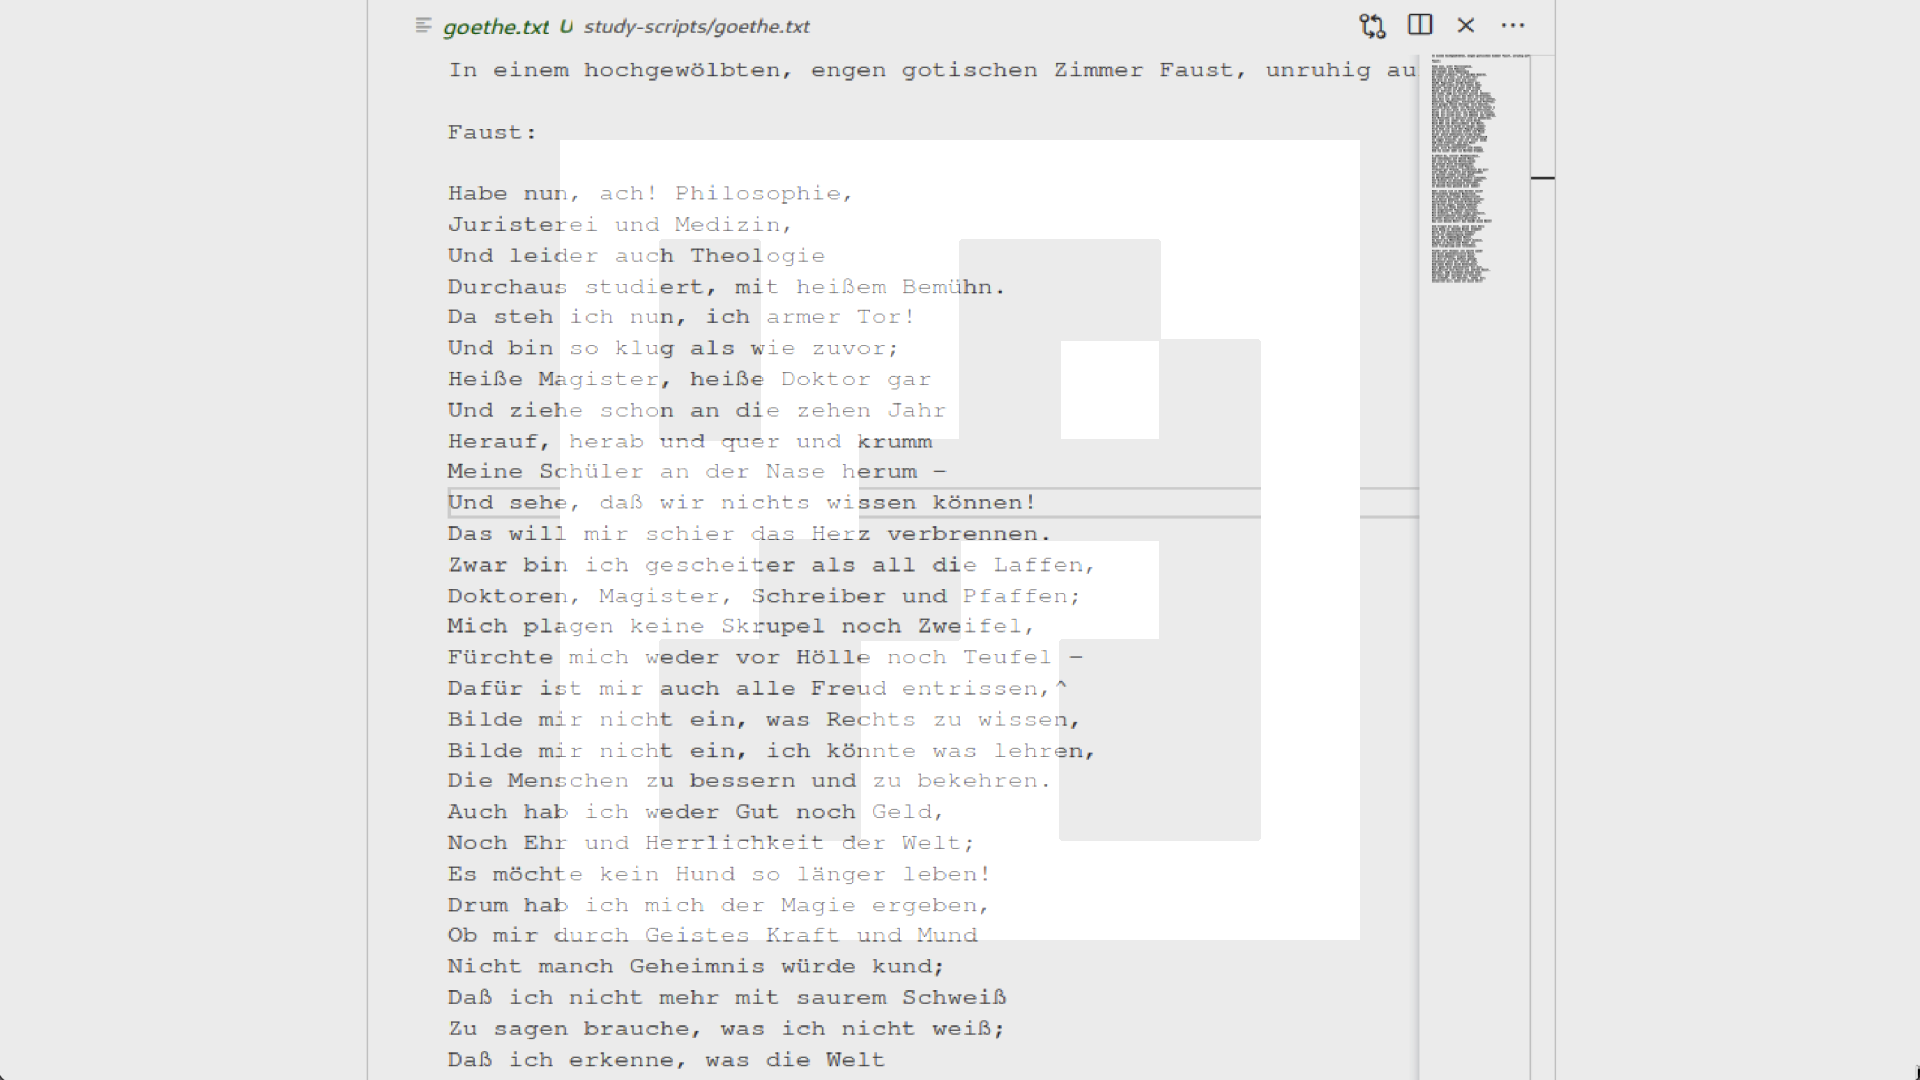 goethe.txt U study-scripts/goethe.txt
In einem hochgewölbten, engen gotischen Zimmer Faust, unruhig au
Faust:
Habe nun, ach! Philosophie,
Juristerei und Medizin,
Und leider auch Theologie
Durchaus studiert, mit heißem Bemühn.
Da steh ich nun, ich armer Tor!
Und bin so klug als wie zuvor;
Heiße Magister, heiße Doktor gar
Und ziehe schon an die zehen Jahr
Herauf, herab und quer und krumm
Meine Schüler an der Nase herum –
Und sehe, daß wir nichts wissen können!
Das will mir schier das Herz verbrennen.
Zwar bin ich gescheiter als all die Laffen,
Doktoren, Magister, Schreiber und Pfaffen;
Mich plagen keine Skrupel noch Zweifel,
Fürchte mich weder vor Hölle noch Teufel –
Dafür ist mir auch alle Freud entrissen,^
Bilde mir nicht ein, was Rechts zu wissen,
Bilde mir nicht ein, ich könnte was lehren,
Die Menschen zu bessern und zu bekehren.
Auch hab ich weder Gut noch Geld,
Noch Ehr und Herrlichkeit der Welt;
Es möchte kein Hund so länger leben!
Drum hab ich mich der Magie ergeben,
Ob mir durch Geistes Kraft und Mund
Nicht manch Geheimnis würde kund;
Daß ich nicht mehr mit saurem Schweiß
Zu sagen brauche, was ich nicht weiß;
Daß ich erkenne, was die Welt